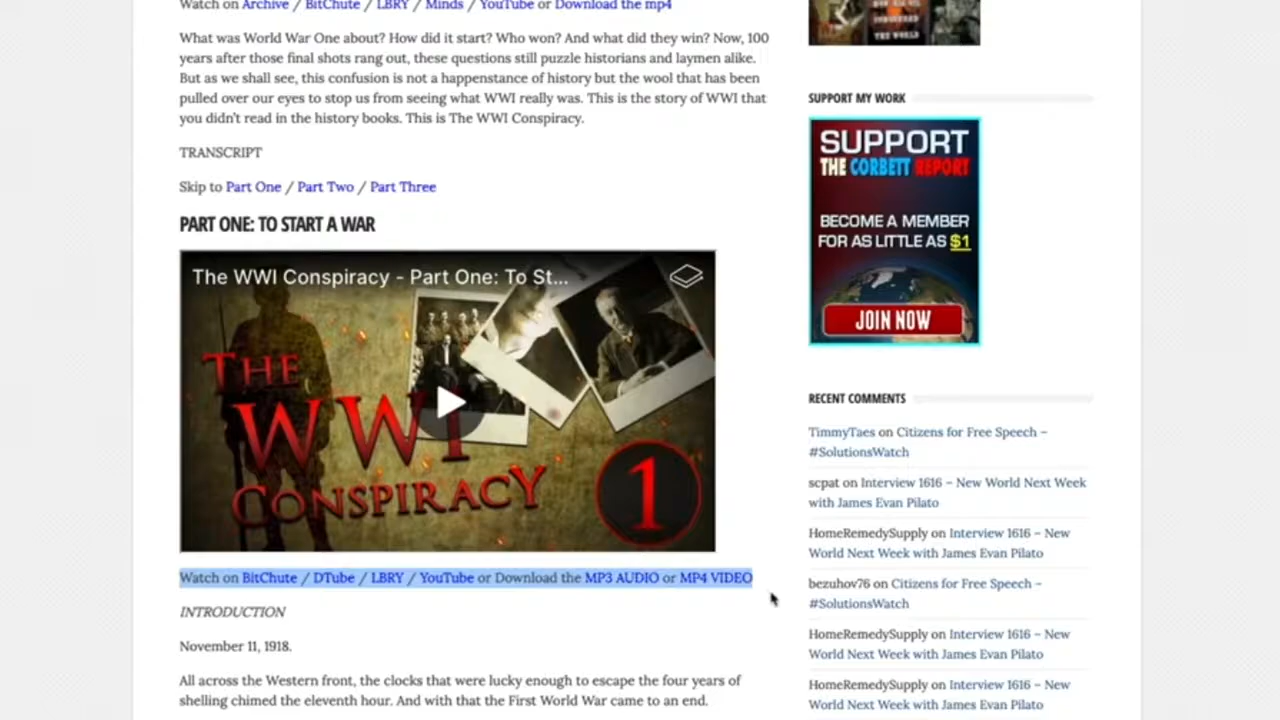 Watch on Archive / BitChute / LBRY / Minds / YouTube or Download the mp4
What was World War One about? How did it start? Who won? And what did they win? Now, 100
years after those final shots rang out, these questions still puzzle historians and laymen alike.
But as we shall see, this confusion is not a happenstance of history but the wool that has been
pulled over our eyes to stop us from seeing what WWI really was. This is the story of WWI that
you didn't read in the history books. This is The WWI Conspiracy.
TRANSCRIPT
Skip to Part One / Part Two / Part Three
PART ONE: TO START A WAR
The WWI Conspiracy - Part One: To St...
THE
WWI
CONSPIRACY
1
Watch on BitChute / DTube / LBRY / YouTube or Download the MP3 AUDIO or MP4 VIDEO
INTRODUCTION
November 11, 1918.
All across the Western front, the clocks that were lucky enough to escape the four years of
shelling chimed the eleventh hour. And with that the First World War came to an end.
THE WORLD
SUPPORT MY WORK
SUPPORT
THE CORBETT REPORT
BECOME A MEMBER
FOR AS LITTLE AS $1
JOIN NOW
RECENT COMMENTS
TimmyTaes on Citizens for Free Speech –
#SolutionsWatch
scpat on Interview 1616 – New World Next Week
with James Evan Pilato
HomeRemedySupply on Interview 1616 – New
World Next Week with James Evan Pilato
bezuhov76 on Citizens for Free Speech –
#SolutionsWatch
HomeRemedySupply on Interview 1616 – New
World Next Week with James Evan Pilato
HomeRemedySupply on Interview 1616 – New
World Next Week with James Evan Pilato